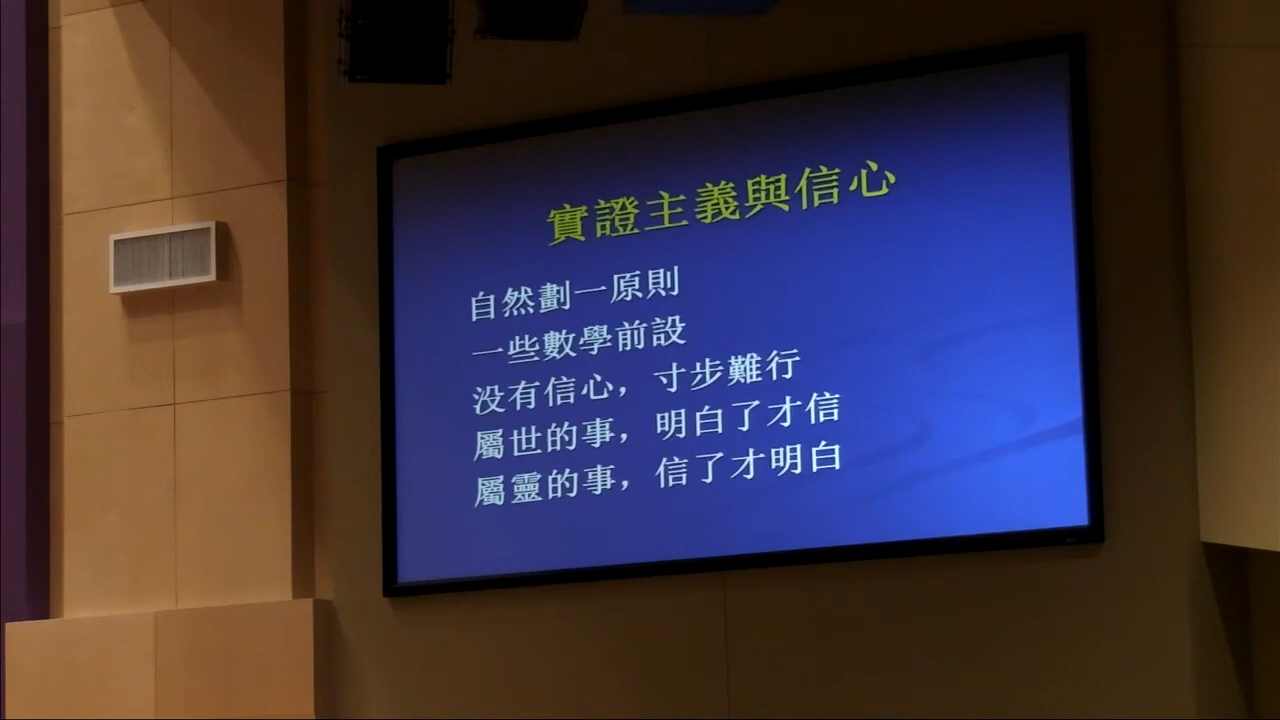 實證主義與信心
自然劃一原則
一些數學前設
没有信心，寸步難行
屬世的事，明白了才信
屬靈的事，信了才明白